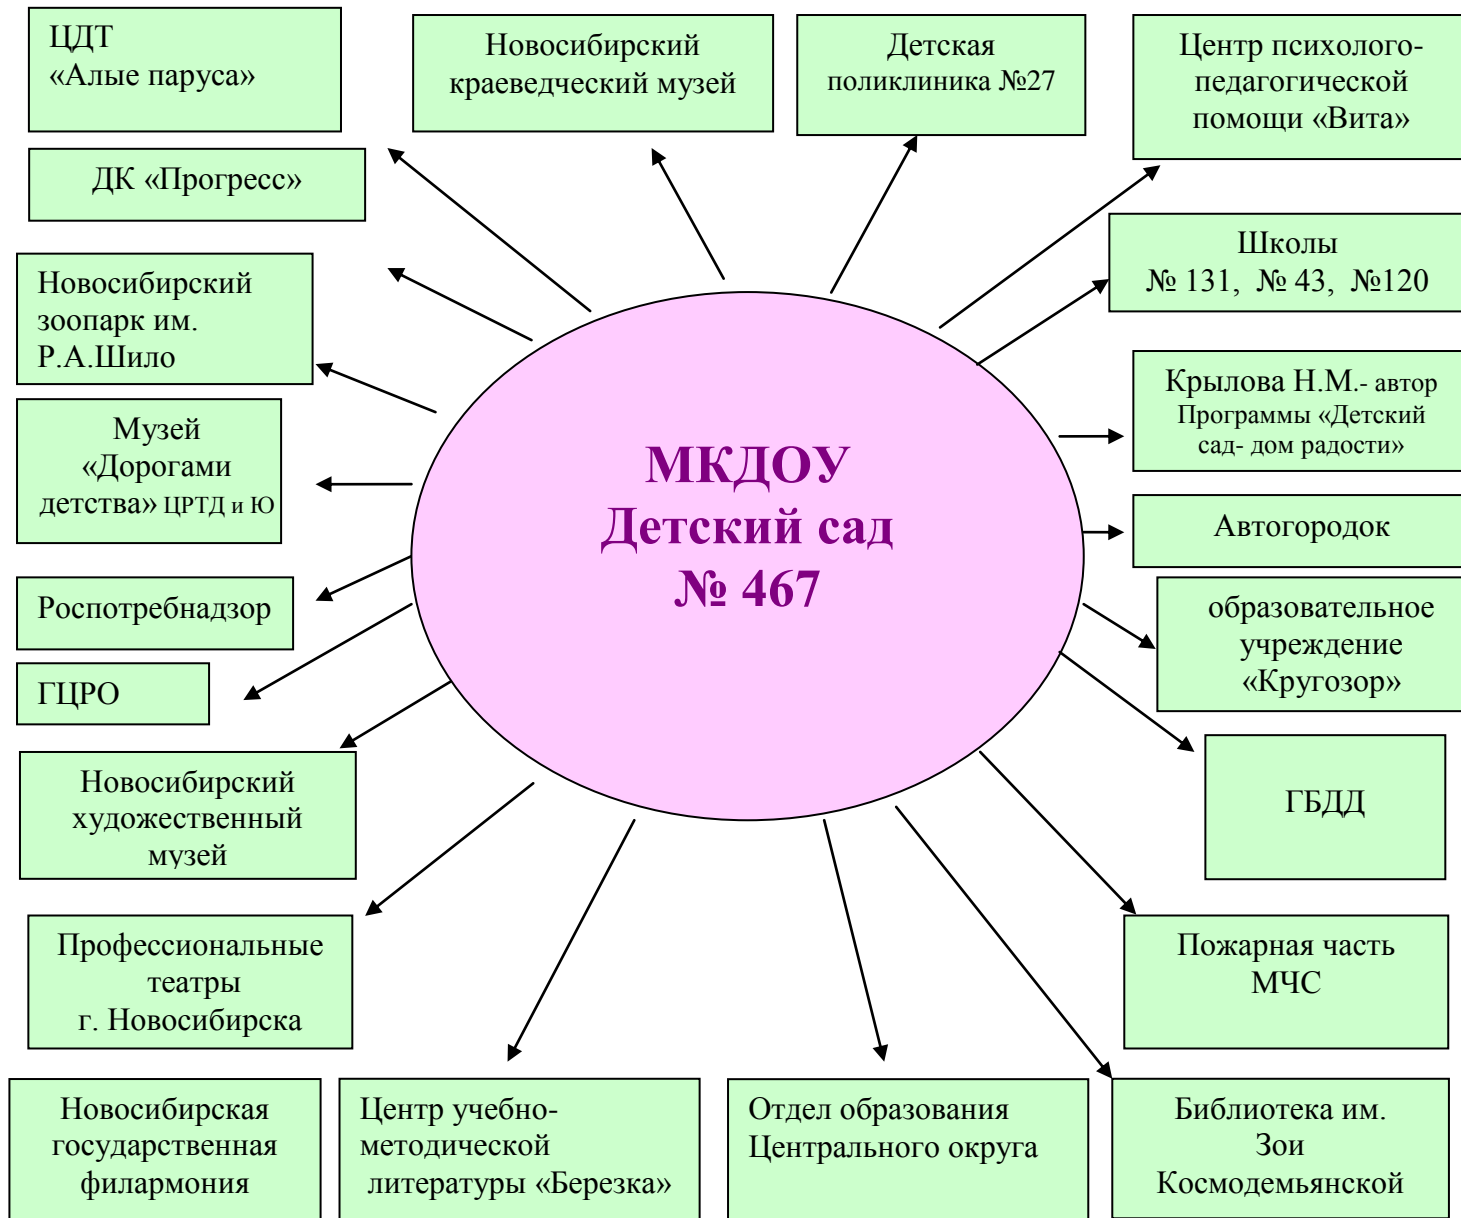 ЦДТ
«Алые паруса»
Новосибирский
краеведческий музей
Детская
поликлиника №27
Центр психолого-
педагогической
помощи «Вита»
ДК «Прогресс»
Школы
№ 131, № 43, №120
Новосибирский
зоопарк им.
Р.А.Шило
Крылова Н.М.- автор
Программы «Детский
сад- дом радости»
Музей
«Дорогами
детства» ЦРТД и Ю
МКДОУ
Детский сад
№ 467
Автогородок
Роспотребнадзор
образовательное
учреждение
«Кругозор»
ГЦРО
Новосибирский
художественный
музей
ГБДД
Профессиональные
театры
г. Новосибирска
Пожарная часть
МЧС
Новосибирская
государственная
филармония
Центр учебно-
методической
литературы «Березка»
Отдел образования
Центрального округа
Библиотека им.
Зои
Космодемьянской